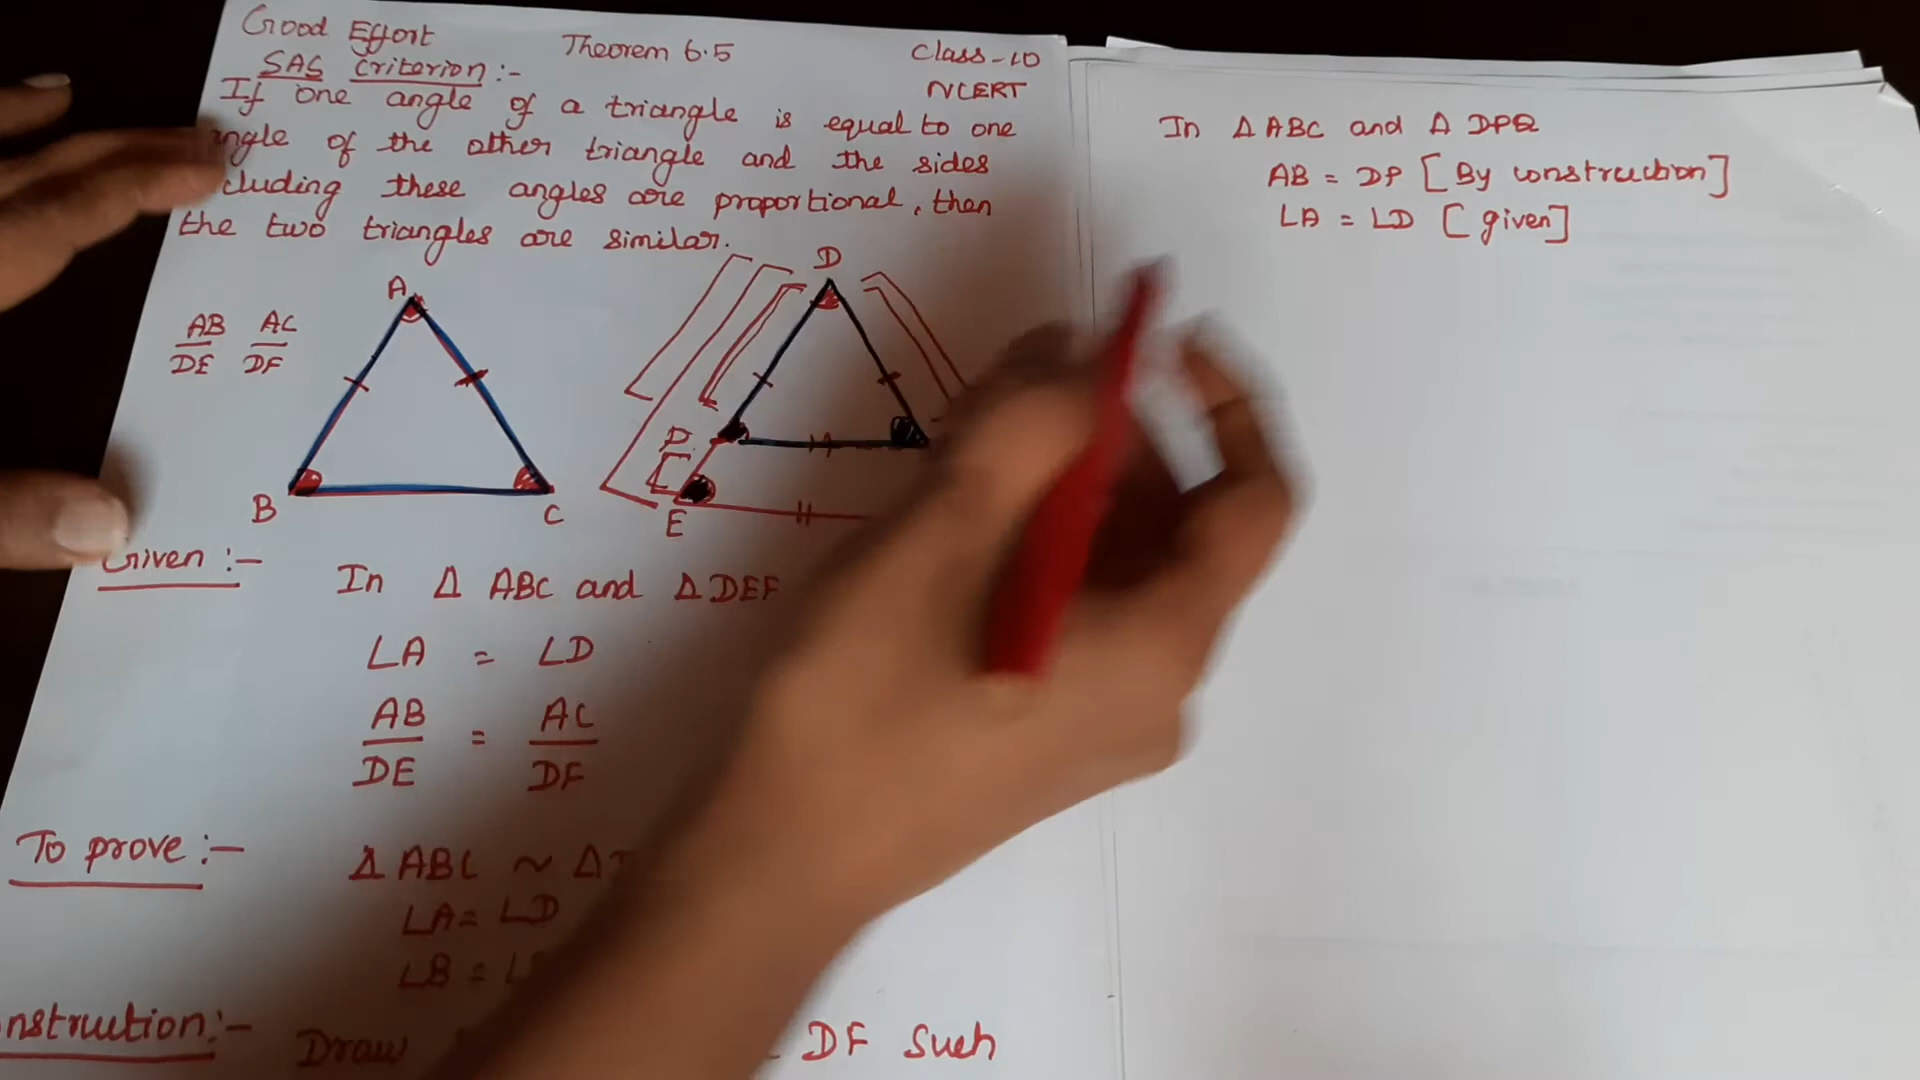 Good Effort
Theorem 6.5
Class-10
NCERT
SAS Criterion:-
If one angle of a triangle is equal to one
angle of the other triangle and the sides
cluding these angles are proportional, then
the two triangles are similar.
AB AC
DE DF
A
B
C
D
P
E
Given :-
In Δ ABC and Δ DEF
∠A = ∠D
AB = AC
DE DF
To prove :-
Δ ABC ~ Δ
∠A = ∠D
∠B =
nstruction:-
Draw DF Such
In Δ ABC and Δ DPQ
AB = DP [By construction]
∠A = ∠D [given]